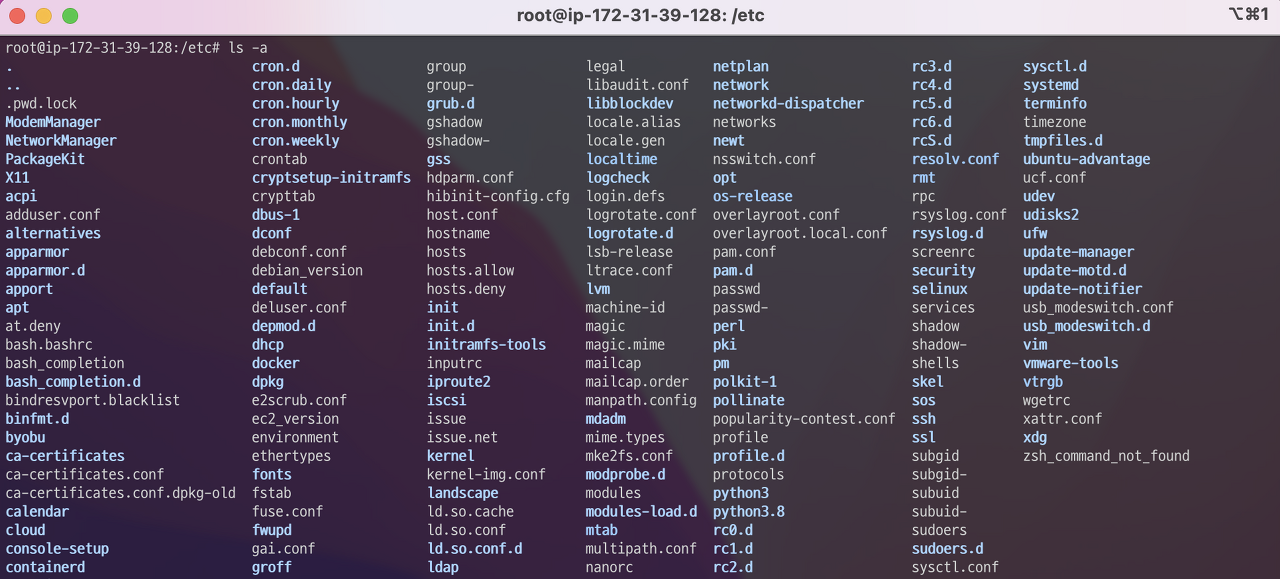 root@ip-172-31-39-128: /etc ⌥⌘1
root@ip-172-31-39-128:/etc# ls -a
. cron.d group legal netplan rc3.d sysctl.d
.. cron.daily group- libaudit.conf network rc4.d systemd
.pwd.lock cron.hourly grub.d libblockdev networkd-dispatcher rc5.d terminfo
ModemManager cron.monthly gshadow locale.alias networks rc6.d timezone
NetworkManager cron.weekly gshadow- locale.gen newt rcS.d tmpfiles.d
PackageKit crontab gss localtime nsswitch.conf resolv.conf ubuntu-advantage
X11 cryptsetup-initramfs hdparm.conf logcheck opt rmt ucf.conf
acpi crypttab hibinit-config.cfg login.defs os-release rpc udev
adduser.conf dbus-1 host.conf logrotate.conf overlayroot.conf rsyslog.conf udisks2
alternatives dconf hostname logrotate.d overlayroot.local.conf rsyslog.d ufw
apparmor debconf.conf hosts lsb-release pam.conf screenrc update-manager
apparmor.d debian_version hosts.allow ltrace.conf pam.d security update-motd.d
apport default hosts.deny lvm passwd selinux update-notifier
apt deluser.conf init machine-id passwd- services usb_modeswitch.conf
at.deny depmod.d init.d magic perl shadow usb_modeswitch.d
bash.bashrc dhcp initramfs-tools magic.mime pki shadow- vim
bash_completion docker inputrc mailcap pm shells vmware-tools
bash_completion.d dpkg iproute2 mailcap.order polkit-1 skel vtrgb
bindresvport.blacklist e2scrub.conf iscsi manpath.config pollinate sos wgetrc
binfmt.d ec2_version issue mdadm popularity-contest.conf ssh xattr.conf
byobu environment issue.net mime.types profile ssl xdg
ca-certificates ethertypes kernel mke2fs.conf profile.d subgid zsh_command_not_found
ca-certificates.conf fonts kernel-img.conf modprobe.d protocols subgid-
ca-certificates.conf.dpkg-old fstab landscape modules python3 subuid
calendar fuse.conf ld.so.cache modules-load.d python3.8 subuid-
cloud fwupd ld.so.conf mtab rc0.d sudoers
console-setup gai.conf ld.so.conf.d multipath.conf rc1.d sudoers.d
containerd groff ldap nanorc rc2.d sysctl.conf